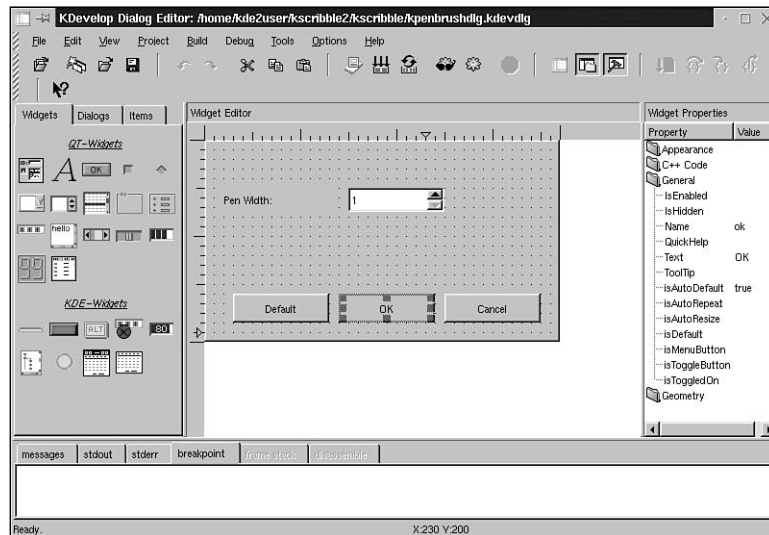 KDevelop Dialog Editor: /home/kde2user/kscribble2/kscribble/kpenbrushdlg.kdevdlg
File Edit View Project Build Debug Tools Options Help
Widgets Dialogs Items
QT-Widgets
A OK
hello
KDE-Widgets
ALT 80
Widget Editor
Pen Width: 1
Default OK Cancel
Widget Properties
Property Value
Appearance
C++ Code
General
IsEnabled
IsHidden
Name ok
QuickHelp
Text OK
ToolTip
isAutoDefault true
isAutoRepeat
isAutoResize
isDefault
isMenuButton
isToggleButton
isToggledOn
Geometry
messages stdout stderr breakpoint frame stack disassemble
Ready. X:230 Y:200